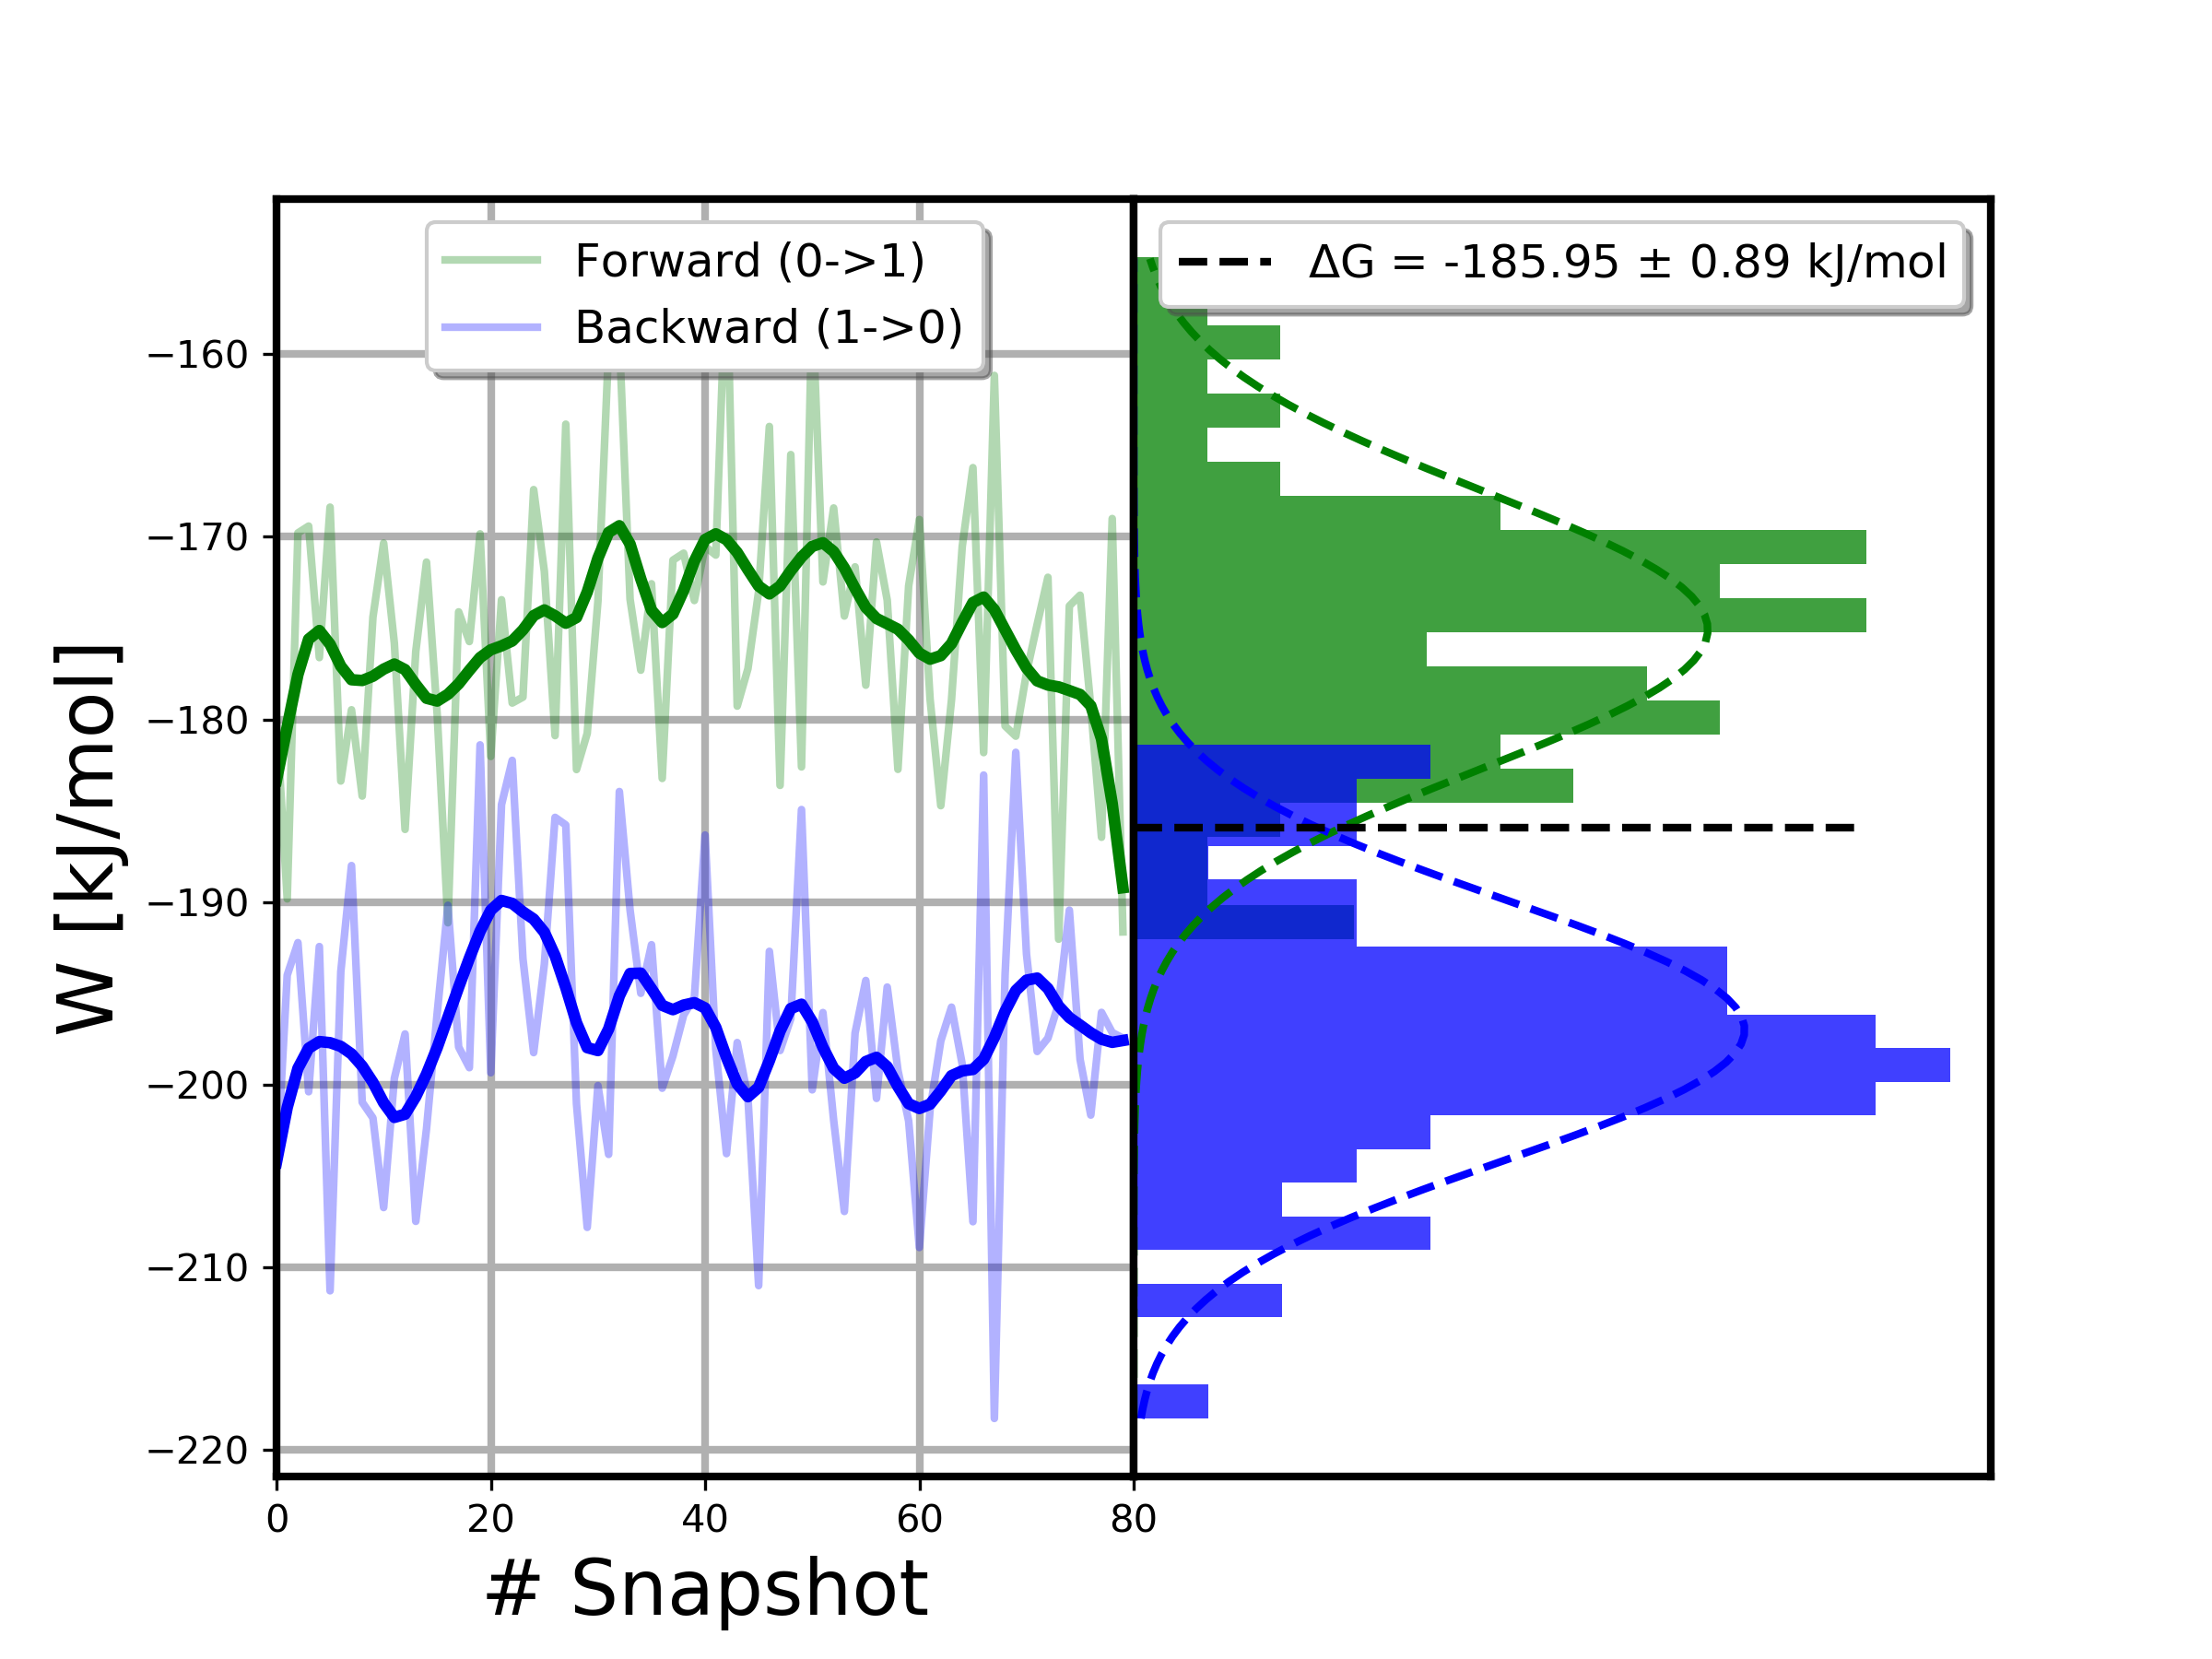 Forward (0->1)
Backward (1->0)
ΔG = -185.95 ± 0.89 kJ/mol
W [kJ/mol]
−160
−170
−180
−190
−200
−210
−220
0 20 40 60 80
# Snapshot